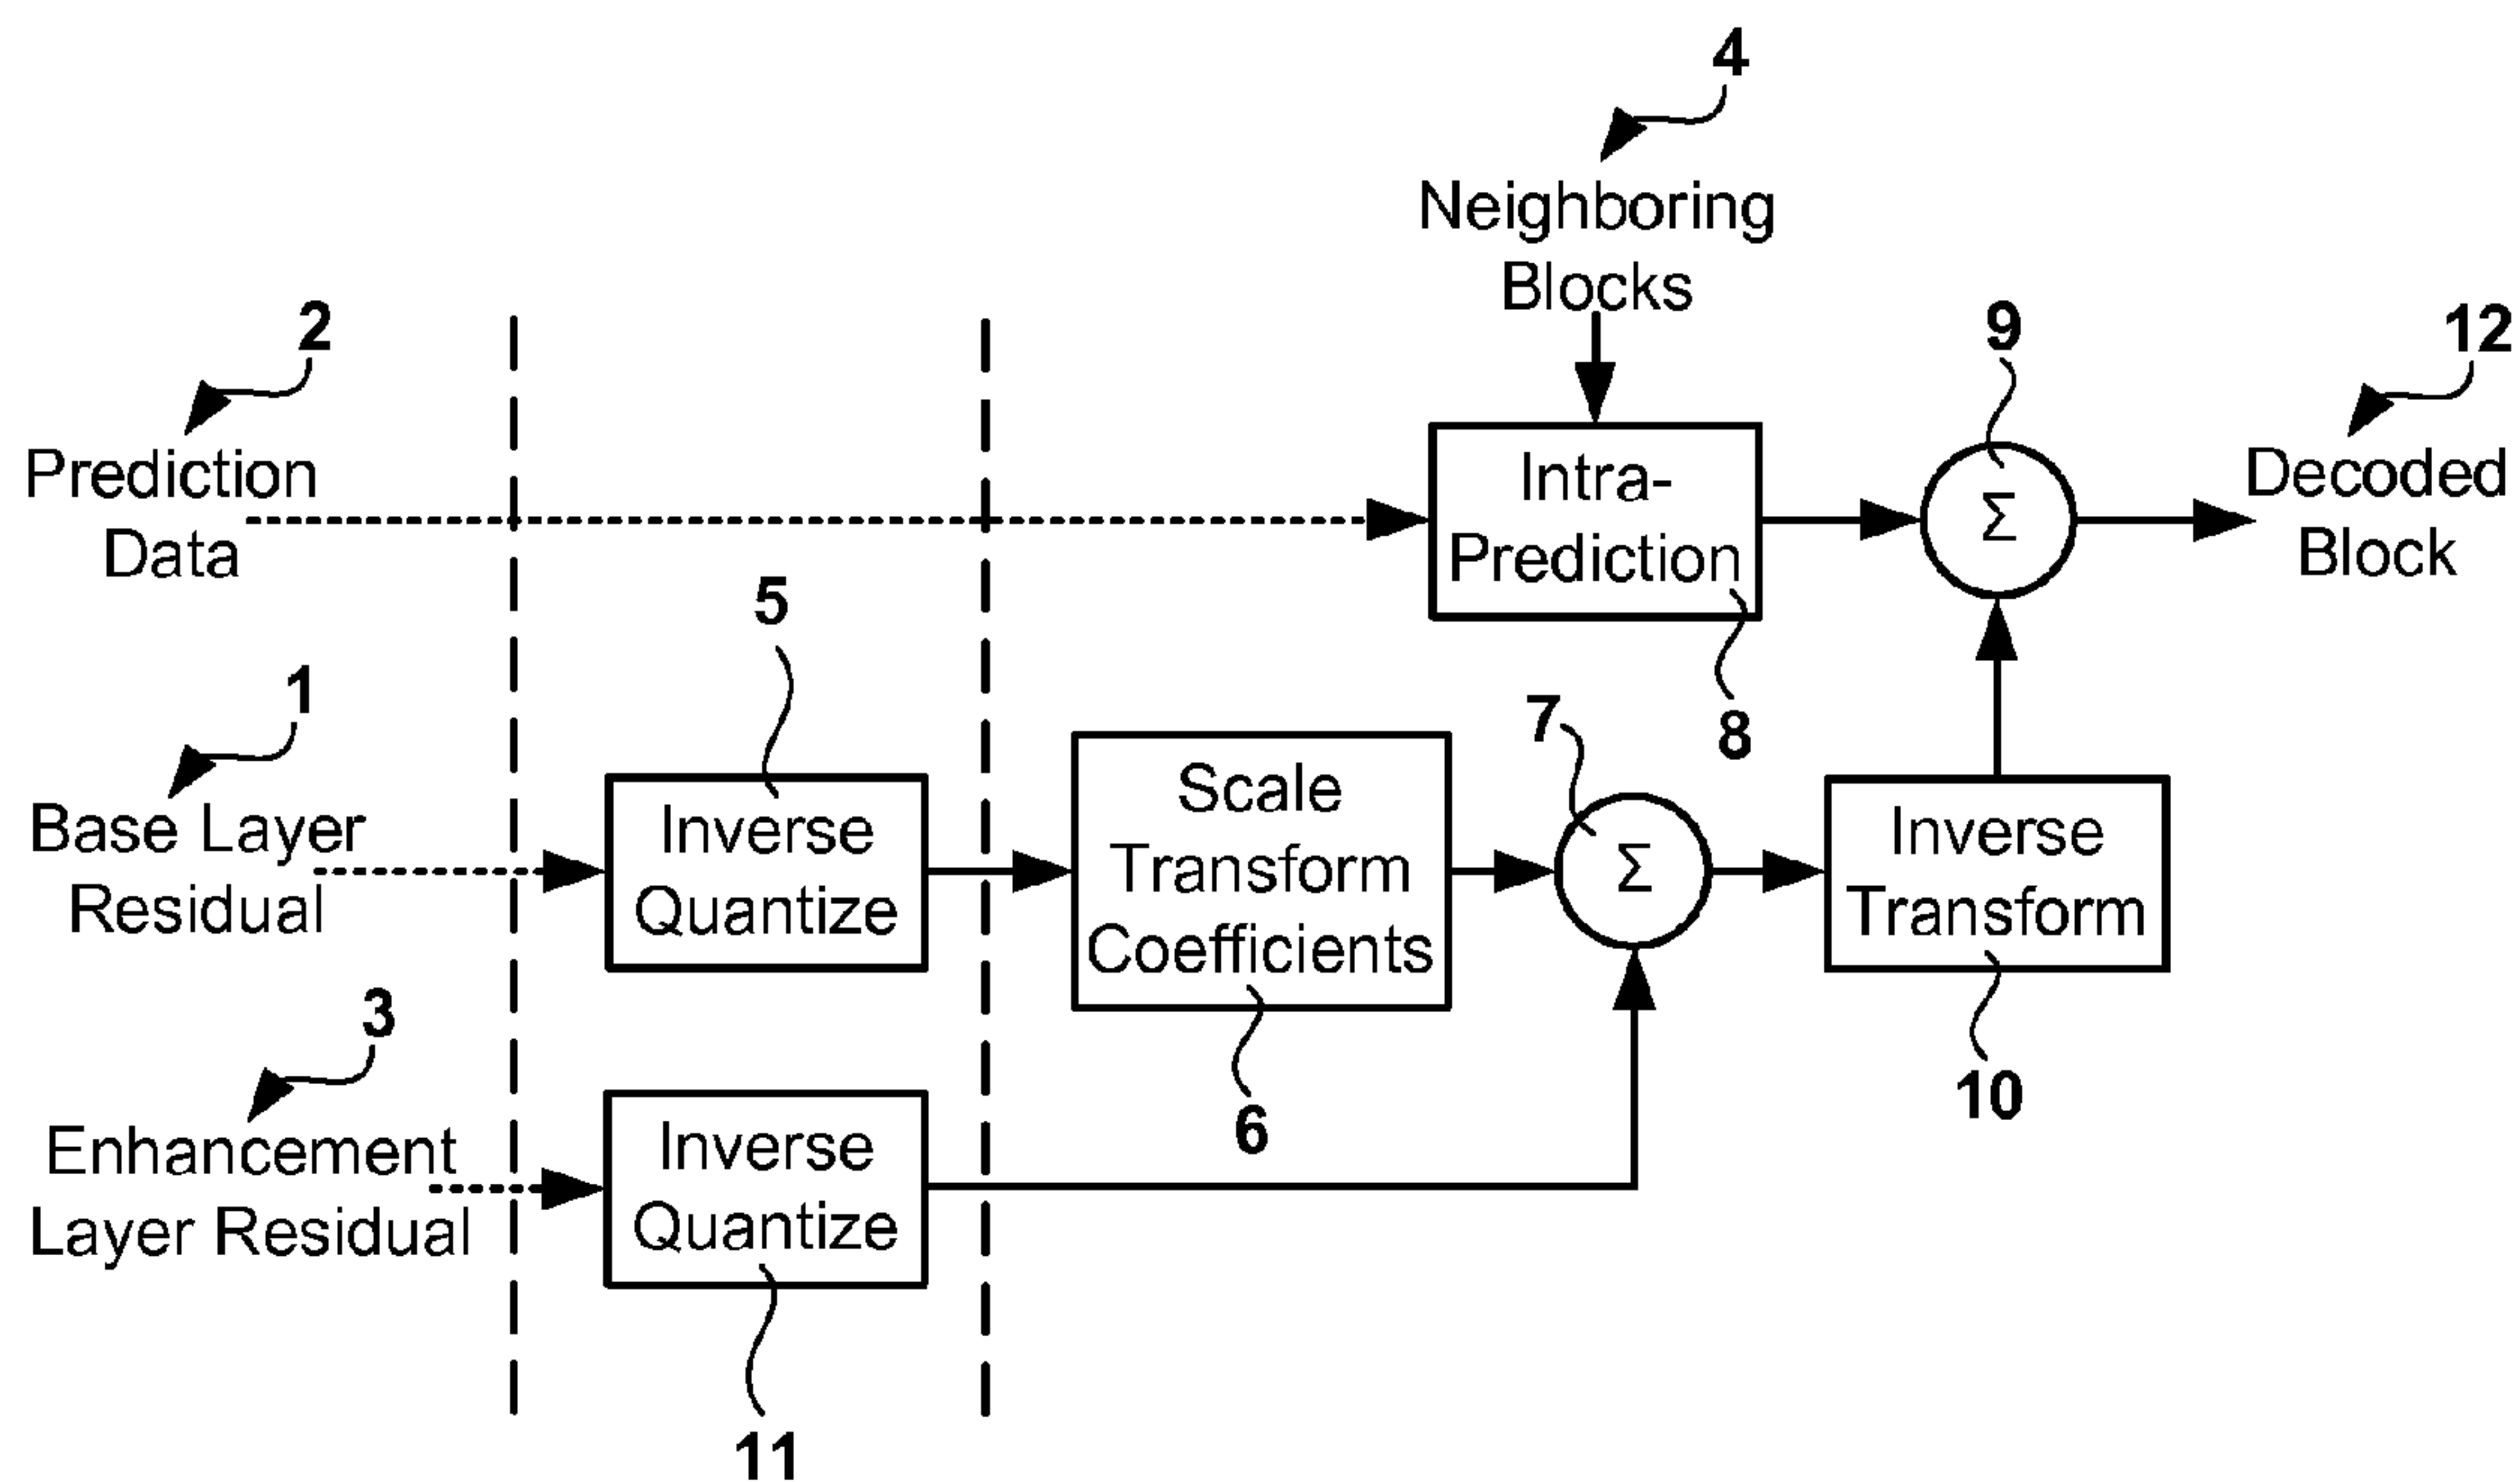 4
Neighboring
Blocks
2
Prediction
Data
Intra-
Prediction
8
9
Σ
12
Decoded
Block
1
Base Layer
Residual
5
Inverse
Quantize
Scale
Transform
Coefficients
6
7
Σ
Inverse
Transform
10
3
Enhancement
Layer Residual
Inverse
Quantize
11